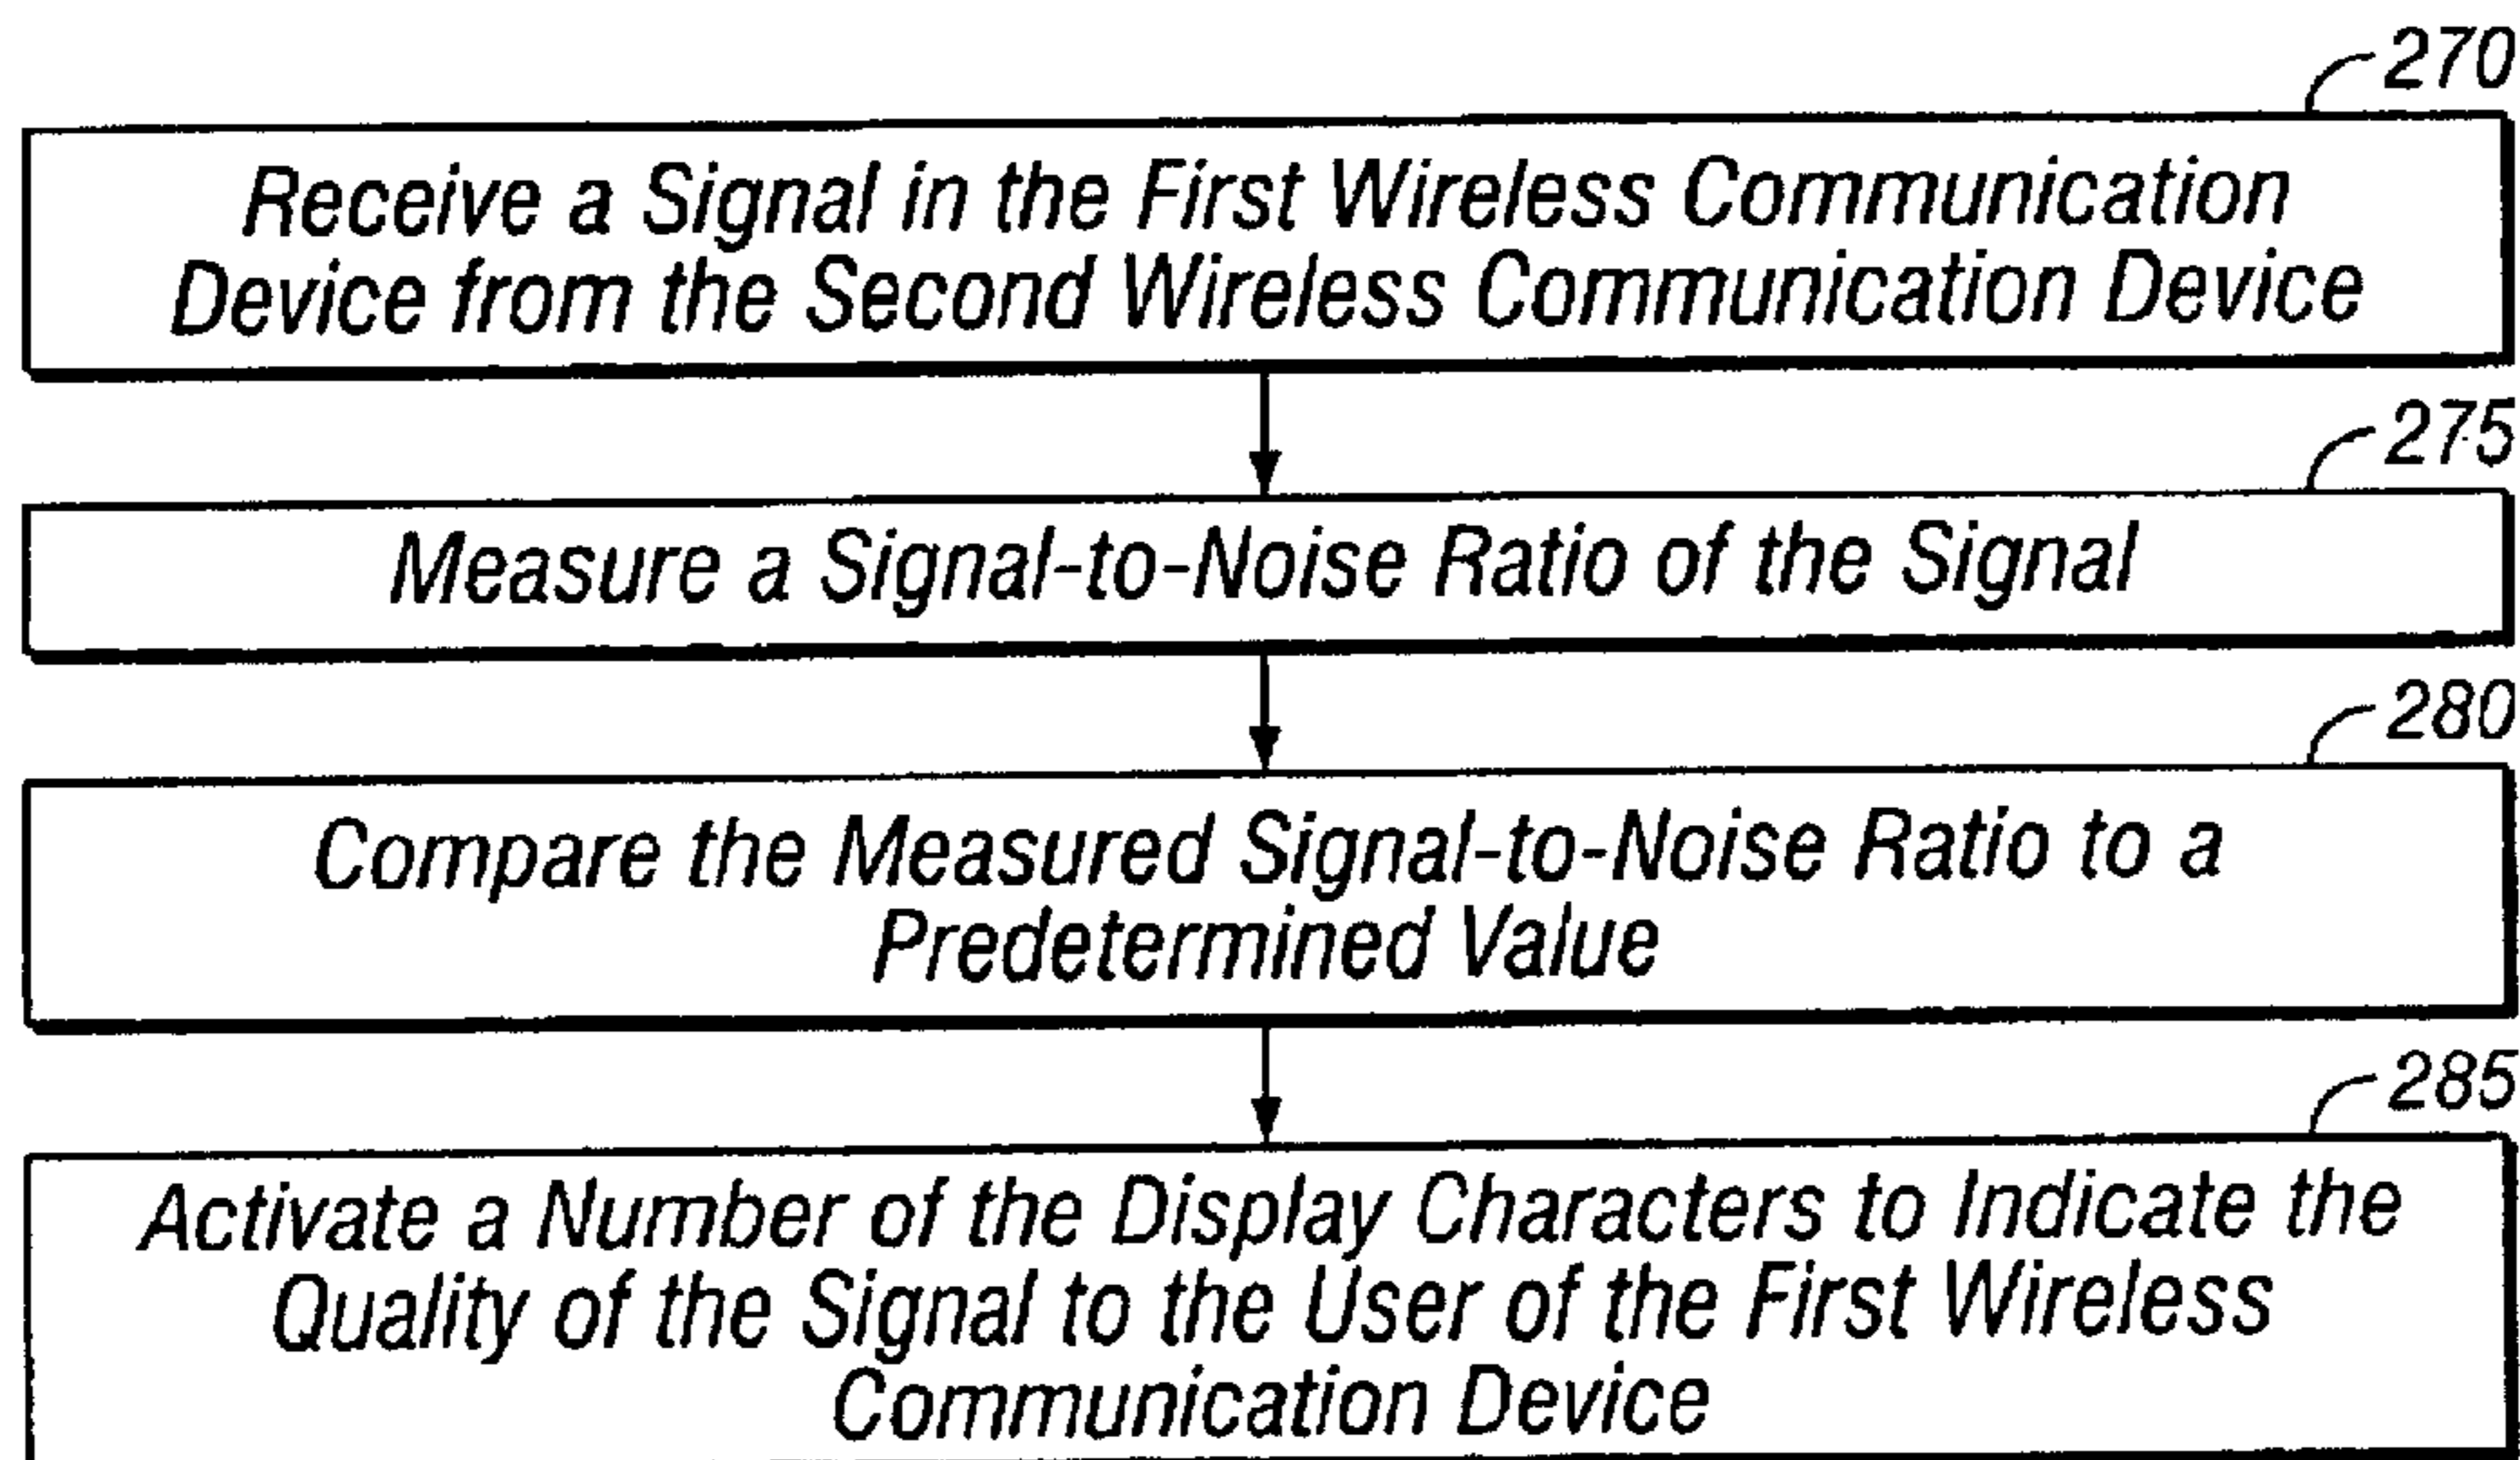 270
Receive a Signal in the First Wireless Communication
Device from the Second Wireless Communication Device
275
Measure a Signal-to-Noise Ratio of the Signal
280
Compare the Measured Signal-to-Noise Ratio to a
Predetermined Value
285
Activate a Number of the Display Characters to Indicate the
Quality of the Signal to the User of the First Wireless
Communication Device